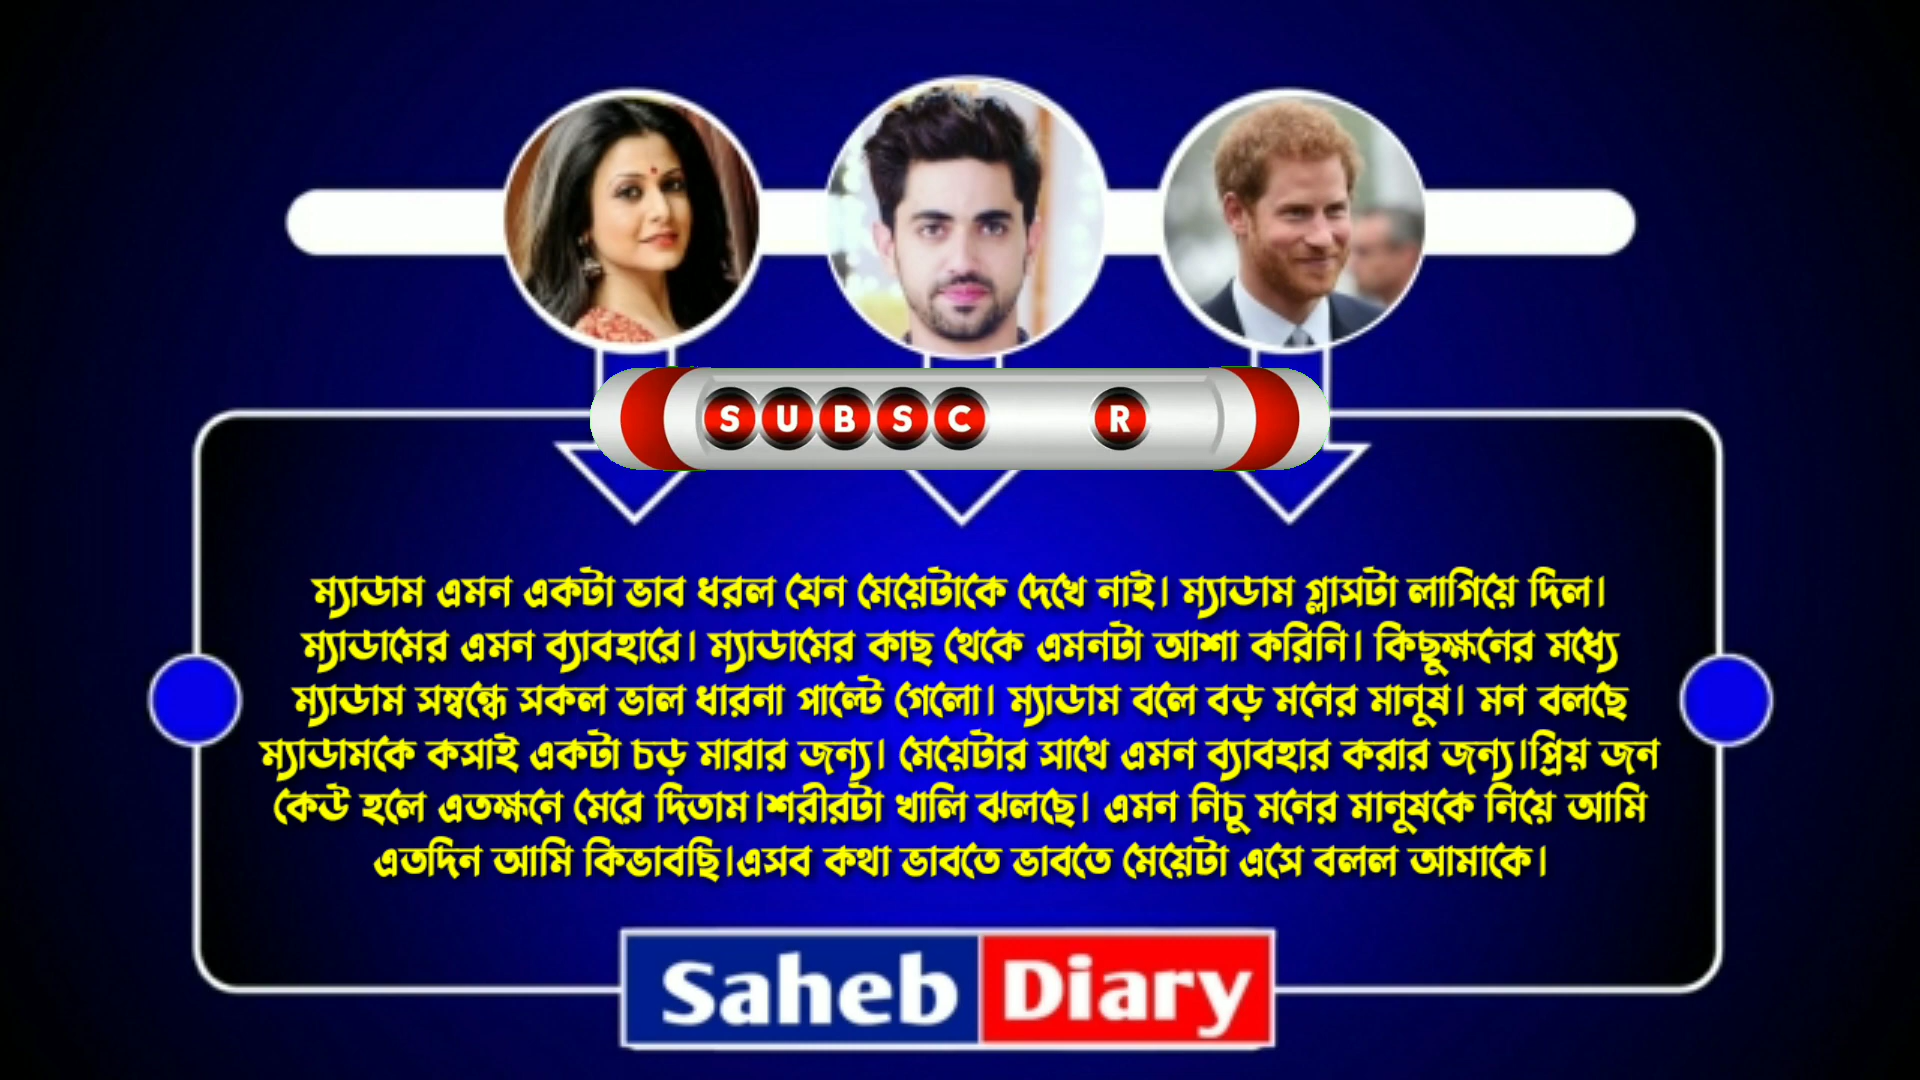 SUBSC R
ম্যাডাম এমন একটা ভাব ধরল যেন মেয়েটাকে দেখে নাই। ম্যাডাম গ্লাসটা লাগিয়ে দিল।
ম্যাডামের এমন ব্যাবহারে। ম্যাডামের কাছ থেকে এমনটা আশা করিনি। কিছুক্ষনের মধ্যে
ম্যাডাম সম্বন্ধে সকল ভাল ধারনা পাল্টে গেলো। ম্যাডাম বলে বড় মনের মানুষ। মন বলছে
ম্যাডামকে কসাই একটা চড় মারার জন্য। মেয়েটার সাথে এমন ব্যাবহার করার জন্য।প্রিয় জন
কেউ হলে এতক্ষনে মেরে দিতাম।শরীরটা খালি ঝলছে। এমন নিচু মনের মানুষকে নিয়ে আমি
এতদিন আমি কিভাবছি।এসব কথা ভাবতে ভাবতে মেয়েটা এসে বলল আমাকে।
Saheb Diary